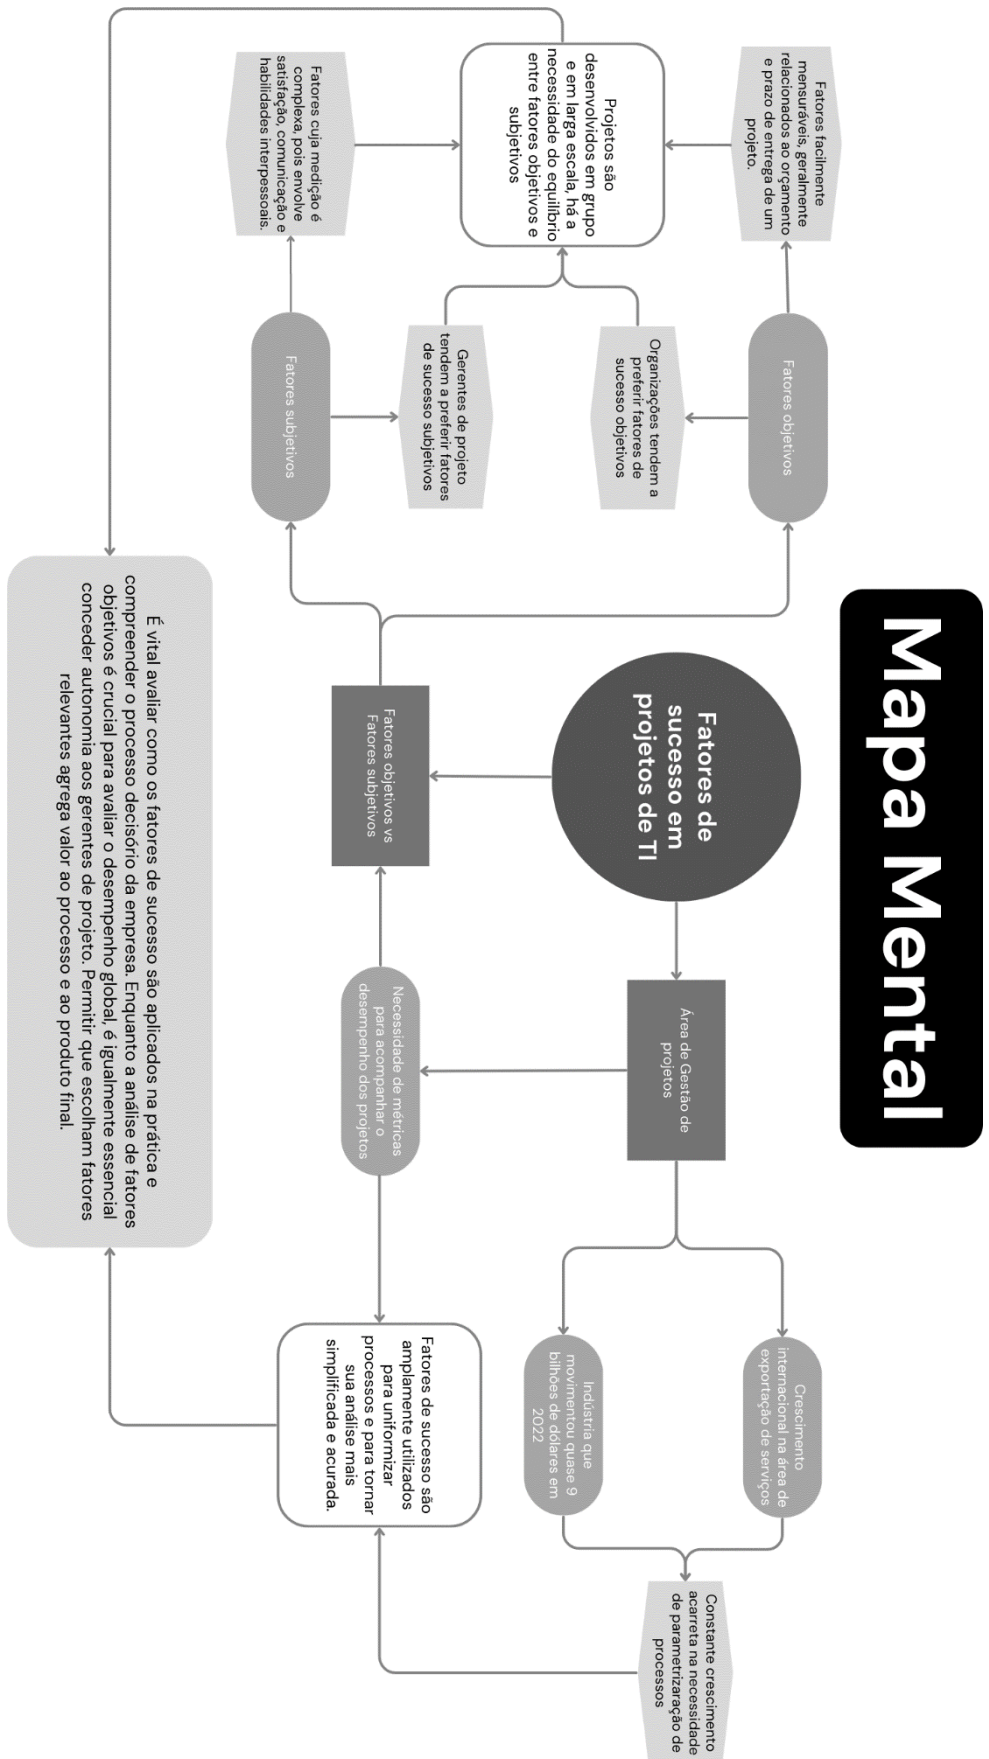 Mapa Mental
Fatores de
sucesso em
projetos de TI
Fatores facilmente
mensuráveis, geralmente
relacionados ao orçamento
e prazo de entrega de um
projeto.
Fatores objetivos
Organizações tendem a
preferir fatores de
sucesso objetivos
Projetos são
desenvolvidos em grupo
e em larga escala, há a
necessidade do equilíbrio
entre fatores objetivos e
subjetivos
Gerentes de projeto
tendem a preferir fatores
de sucesso subjetivos
Fatores cuja medição é
complexa, pois envolve
satisfação, comunicação e
habilidades interpessoais.
Fatores subjetivos
Fatores objetivos vs
Fatores subjetivos
Área de Gestão de
projetos
Necessidade de métricas
para acompanhar o
desempenho dos projetos
Crescimento
internacional na área de
exportação de serviços
Indústria que
movimentou quase 9
bilhões de dólares em
2022
Constante crescimento
acarreta na necessidade
de parametrizaração de
processos
Fatores de sucesso são
amplamente utilizados
para uniformizar
processos e para tornar
sua análise mais
simplificada e acurada.
É vital avaliar como os fatores de sucesso são aplicados na prática e
compreender o processo decisório da empresa. Enquanto a análise de fatores
objetivos é crucial para avaliar o desempenho global, é igualmente essencial
conceder autonomia aos gerentes de projeto. Permitir que escolham fatores
relevantes agrega valor ao processo e ao produto final.